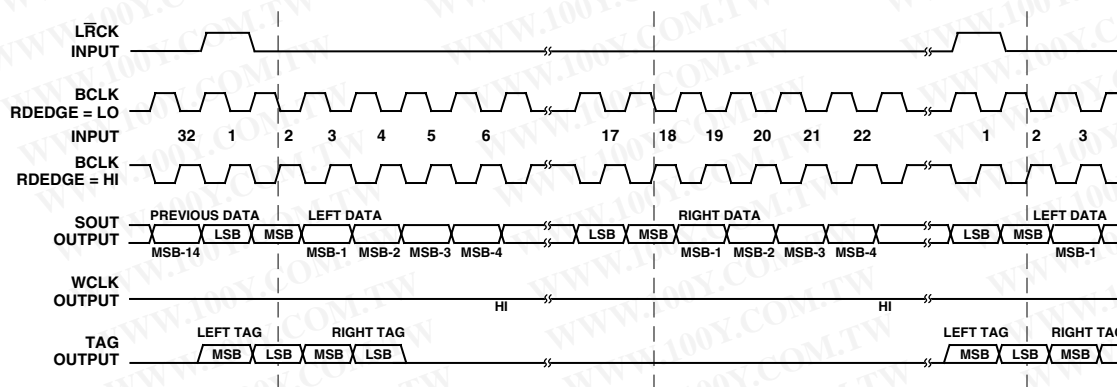 LRCK
INPUT
BCLK
RDEDGE = LO
INPUT
32 1 2 3 4 5 6 17 18 19 20 21 22 1 2 3
BCLK
RDEDGE = HI
SOUT
OUTPUT
PREVIOUS DATA LEFT DATA RIGHT DATA LEFT DATA
LSB MSB LSB MSB LSB MSB
MSB-14 MSB-1 MSB-2 MSB-3 MSB-4 MSB-1 MSB-2 MSB-3 MSB-4 MSB-1
WCLK
OUTPUT
HI HI
TAG
OUTPUT
LEFT TAG RIGHT TAG LEFT TAG RIGHT TAG
MSB LSB MSB LSB MSB LSB MSB
WWW.100Y.COM.TW